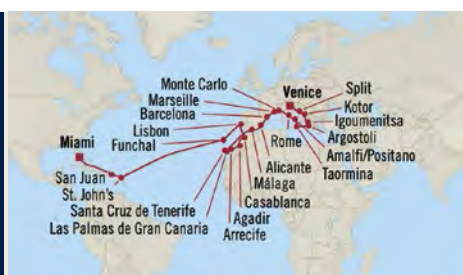 Monte Carlo
Marseille
Barcelona
Lisbon
Funchal
Miami
San Juan
St. John's
Santa Cruz de Tenerife
Las Palmas de Gran Canaria
Venice
Split
Kotor
Igoumenitsa
Argostoli
Rome
Amalfi/Positano
Taormina
Alicante
Málaga
Casablanca
Agadir
Arrecife